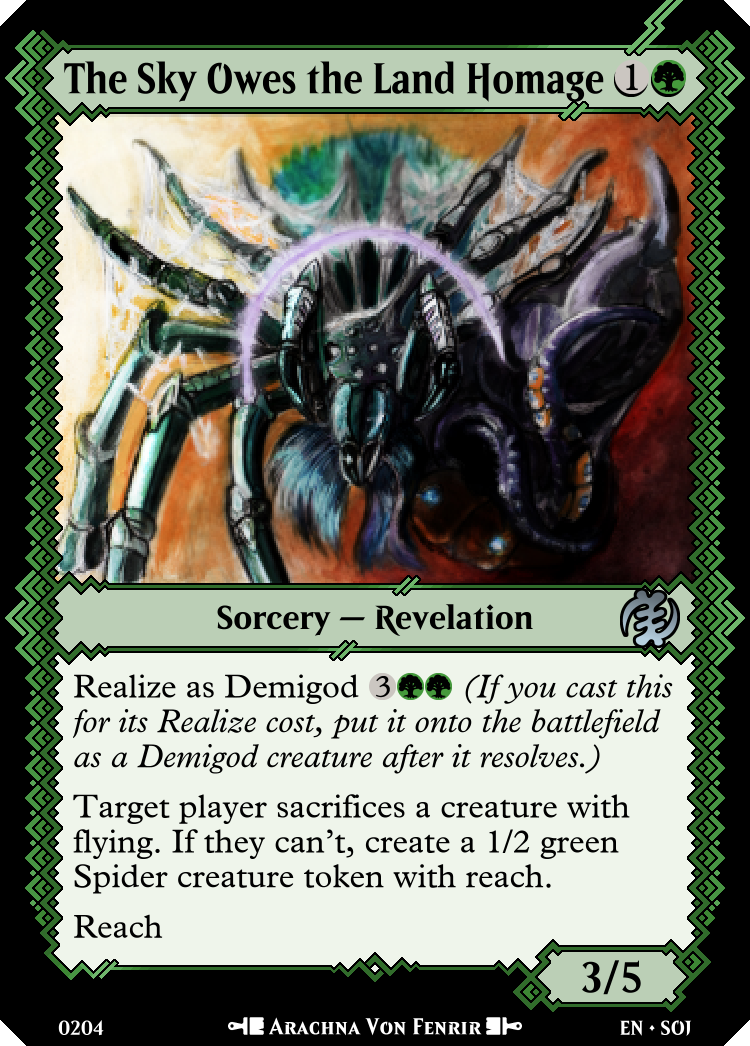 The Sky Owes the Land Homage 1
Sorcery — Revelation
Realize as Demigod 3 (If you cast this
for its Realize cost, put it onto the battlefield
as a Demigod creature after it resolves.)
Target player sacrifices a creature with
flying. If they can't, create a 1/2 green
Spider creature token with reach.
Reach
3/5
0204
Arachna Von Fenrir
EN • SOJ